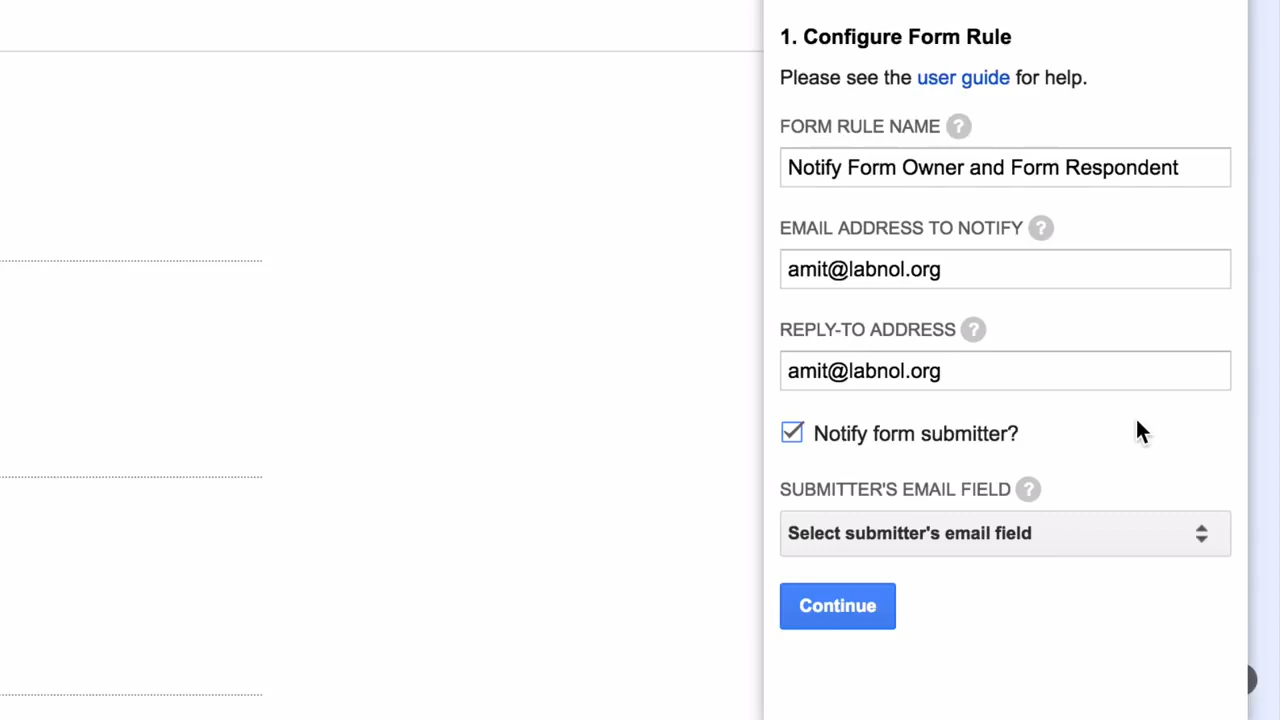 1. Configure Form Rule
Please see the user guide for help.
FORM RULE NAME ?
Notify Form Owner and Form Respondent
EMAIL ADDRESS TO NOTIFY ?
amit@labnol.org
REPLY-TO ADDRESS ?
amit@labnol.org
Notify form submitter?
SUBMITTER'S EMAIL FIELD ?
Select submitter's email field
Continue